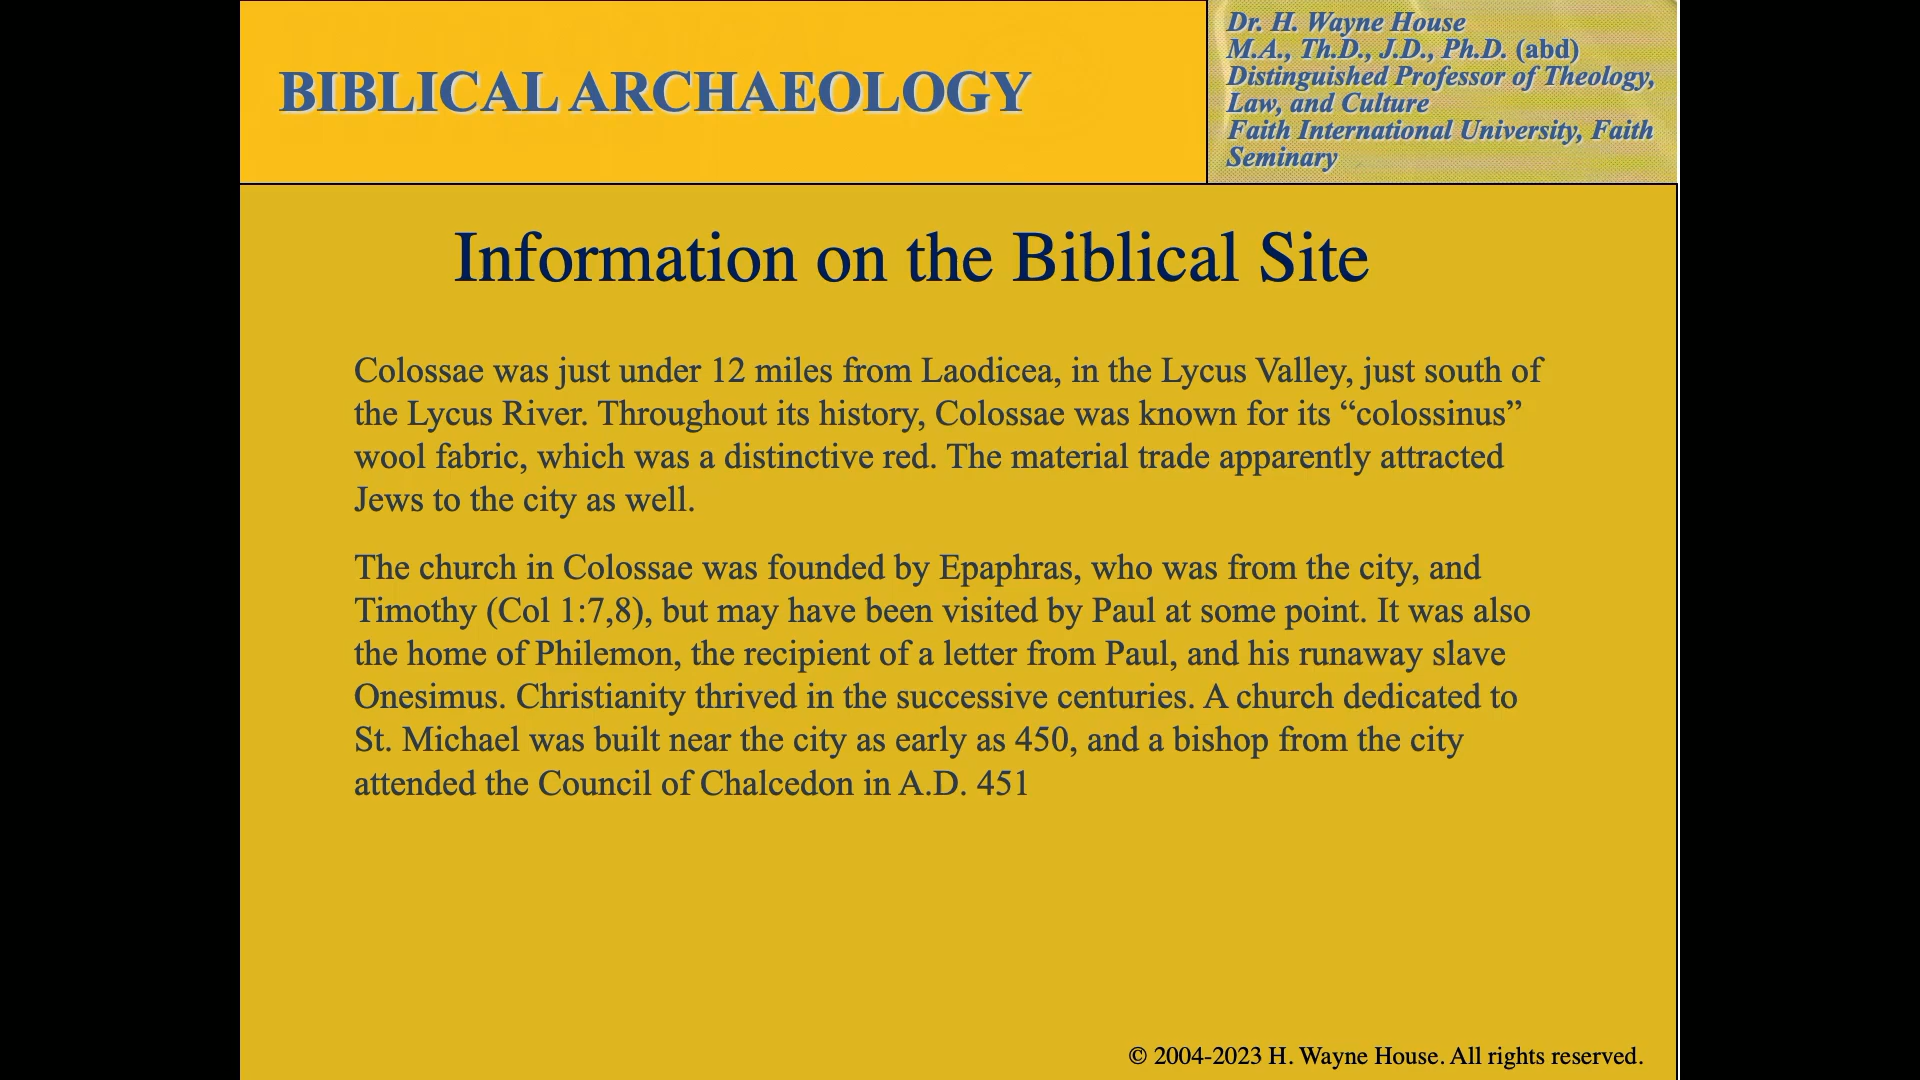 BIBLICAL ARCHAEOLOGY
Dr. H. Wayne House
M.A., Th.D., J.D., Ph.D. (abd)
Distinguished Professor of Theology,
Law, and Culture
Faith International University, Faith
Seminary
Information on the Biblical Site
Colossae was just under 12 miles from Laodicea, in the Lycus Valley, just south of
the Lycus River. Throughout its history, Colossae was known for its “colossinus”
wool fabric, which was a distinctive red. The material trade apparently attracted
Jews to the city as well.
The church in Colossae was founded by Epaphras, who was from the city, and
Timothy (Col 1:7,8), but may have been visited by Paul at some point. It was also
the home of Philemon, the recipient of a letter from Paul, and his runaway slave
Onesimus. Christianity thrived in the successive centuries. A church dedicated to
St. Michael was built near the city as early as 450, and a bishop from the city
attended the Council of Chalcedon in A.D. 451
© 2004-2023 H. Wayne House. All rights reserved.